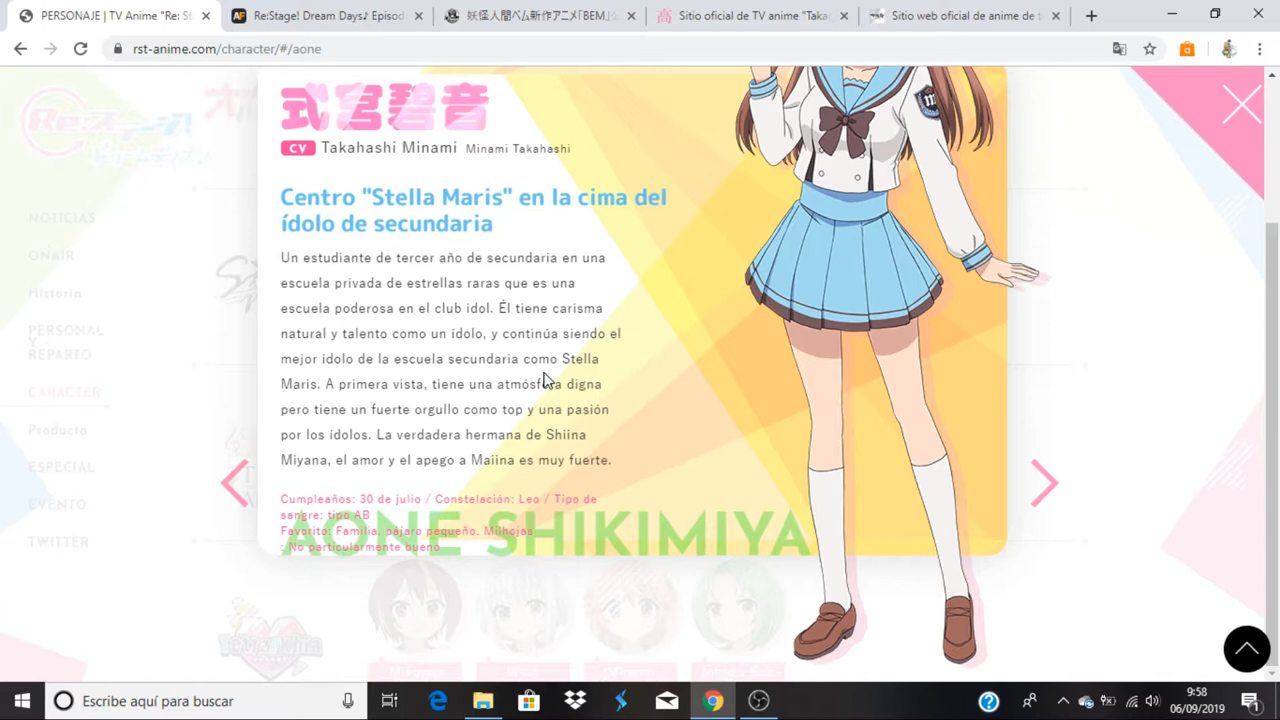 PERSONAJE | TV Anime "Re: St
Re:Stage! Dream Days♪ Episod
妖怪人間ベム新作アニメ「BEM」公
Sitio oficial de TV anime "Taka
Sitio web oficial de anime de t
rst-anime.com/character/#/aone
式宮碧音
CV Takahashi Minami Minami Takahashi
Centro "Stella Maris" en la cima del
ídolo de secundaria
Un estudiante de tercer año de secundaria en una
escuela privada de estrellas raras que es una
escuela poderosa en el club idol. Él tiene carisma
natural y talento como un ídolo, y continúa siendo el
mejor ídolo de la escuela secundaria como Stella
Maris. A primera vista, tiene una atmósfera digna
pero tiene un fuerte orgullo como top y una pasión
por los ídolos. La verdadera hermana de Shiina
Miyana, el amor y el apego a Maiina es muy fuerte.
Cumpleaños: 30 de julio / Constelación: Leo / Tipo de
sangre: tipo AB
Favorito: Familia, pájaro pequeño, Milhojas
: No particularmente bueno
AONE SHIKIMIYA
NOTICIAS
ONAIR
Historia
PERSONAL
Y
REPARTO
CARÁCTER
Producto
ESPECIAL
EVENTO
TWITTER
Escribe aquí para buscar
9:58
06/09/2019
1